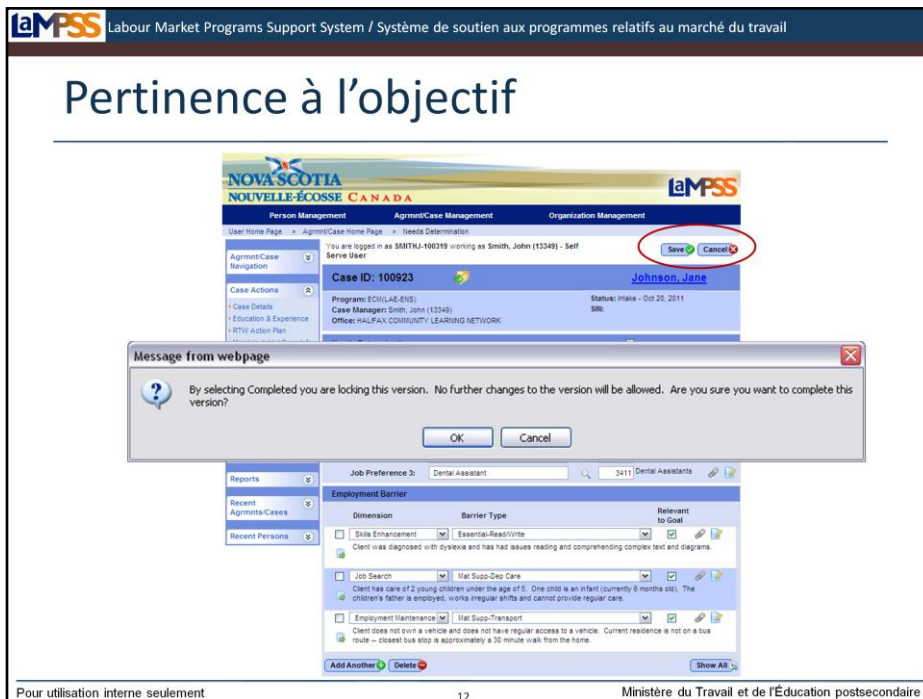 LaMPSS Labour Market Programs Support System / Système de soutien aux programmes relatifs au marché du travail
Pertinence à l'objectif
NOVA SCOTIA
NOUVELLE-ÉCOSSE CANADA
LaMPSS
Person Management Agrmnt/Case Management Organization Management
User Home Page > Agrmnt/Case Home Page > Needs Determination
Agrmnt/Case Navigation
You are logged in as SMITHJ-100319 working as Smith, John (13349) - Self Serve User
Save Cancel
Case ID: 100923 Johnson, Jane
Case Actions
Case Details
Education & Experience
RTW Action Plan
Program: ECM(LAE-ENS)
Case Manager: Smith, John (13349)
Office: HALIFAX COMMUNITY LEARNING NETWORK
Status: Intake - Oct 20, 2011
SIN:
Message from webpage
By selecting Completed you are locking this version. No further changes to the version will be allowed. Are you sure you want to complete this
version?
OK Cancel
Reports
Recent Agrmnts/Cases
Recent Persons
Job Preference 3: Dental Assistant 3411 Dental Assistants
Employment Barrier
Dimension Barrier Type Relevant to Goal
Skills Enhancement Essential-Read/Write
Client was diagnosed with dyslexia and has had issues reading and comprehending complex text and diagrams.
Job Search Mat Supp-Dep Care
Client has care of 2 young children under the age of 5. One child is an infant (currently 6 months old). The
children's father is employed, works irregular shifts and cannot provide regular care.
Employment Maintenance Mat Supp-Transport
Client does not own a vehicle and does not have regular access to a vehicle. Current residence is not on a bus
route -- closest bus stop is approximately a 30 minute walk from the home.
Add Another Delete Show All
Pour utilisation interne seulement 12 Ministère du Travail et de l'Éducation postsecondaire